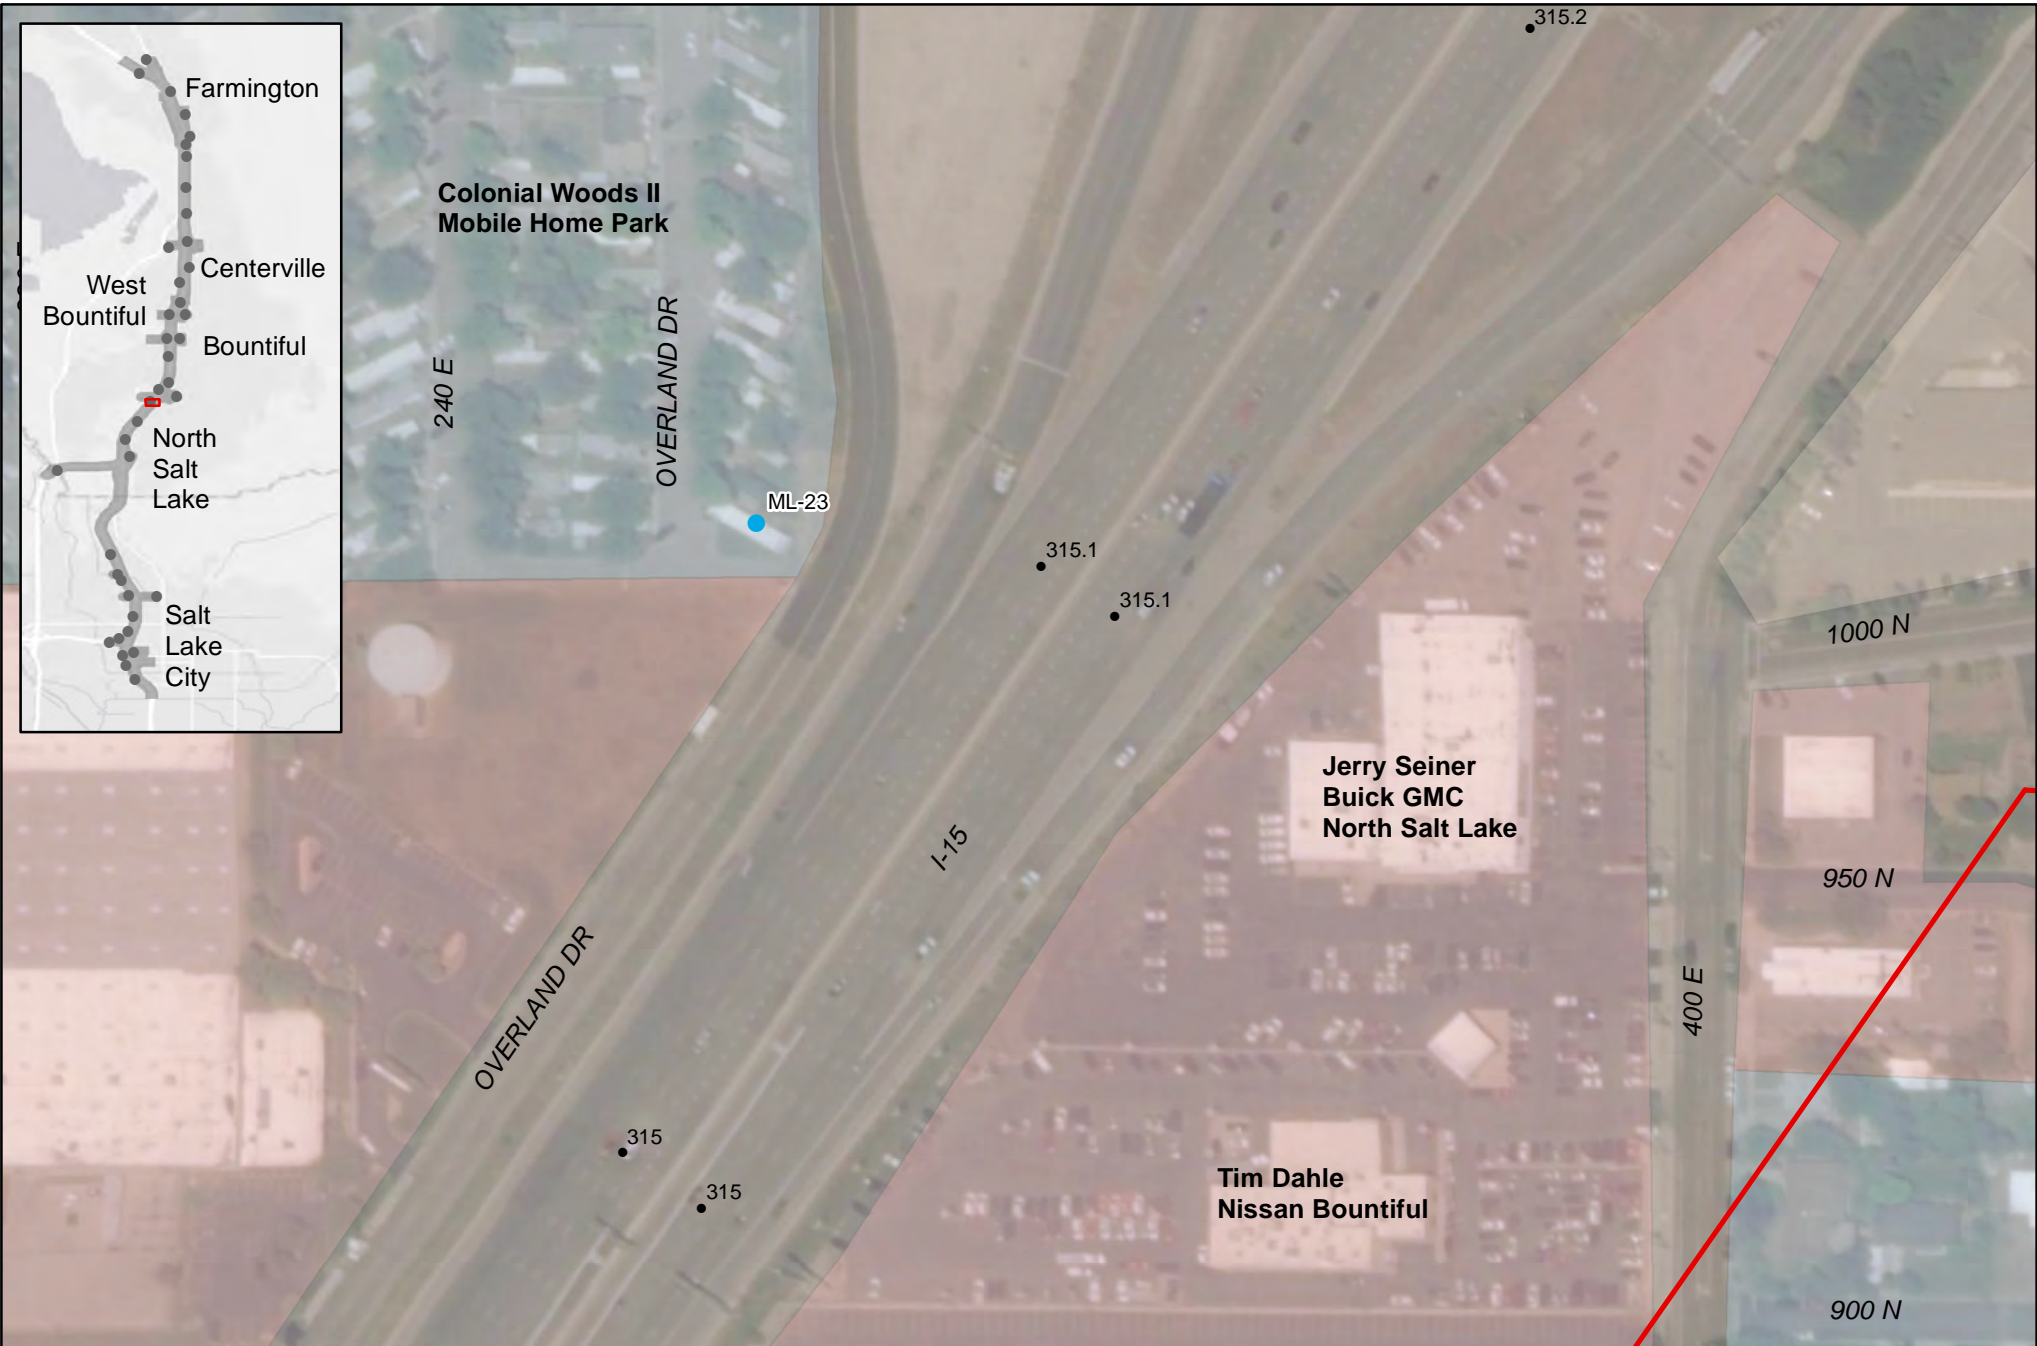 315.2
Farmington
Colonial Woods II
Mobile Home Park
Centerville
West
Bountiful
Bountiful
240 E
OVERLAND DR
North
Salt
Lake
ML-23
315.1
315.1
1000 N
Salt
Lake
City
Jerry Seiner
Buick GMC
North Salt Lake
I-15
950 N
OVERLAND DR
400 E
315
315
Tim Dahle
Nissan Bountiful
900 N